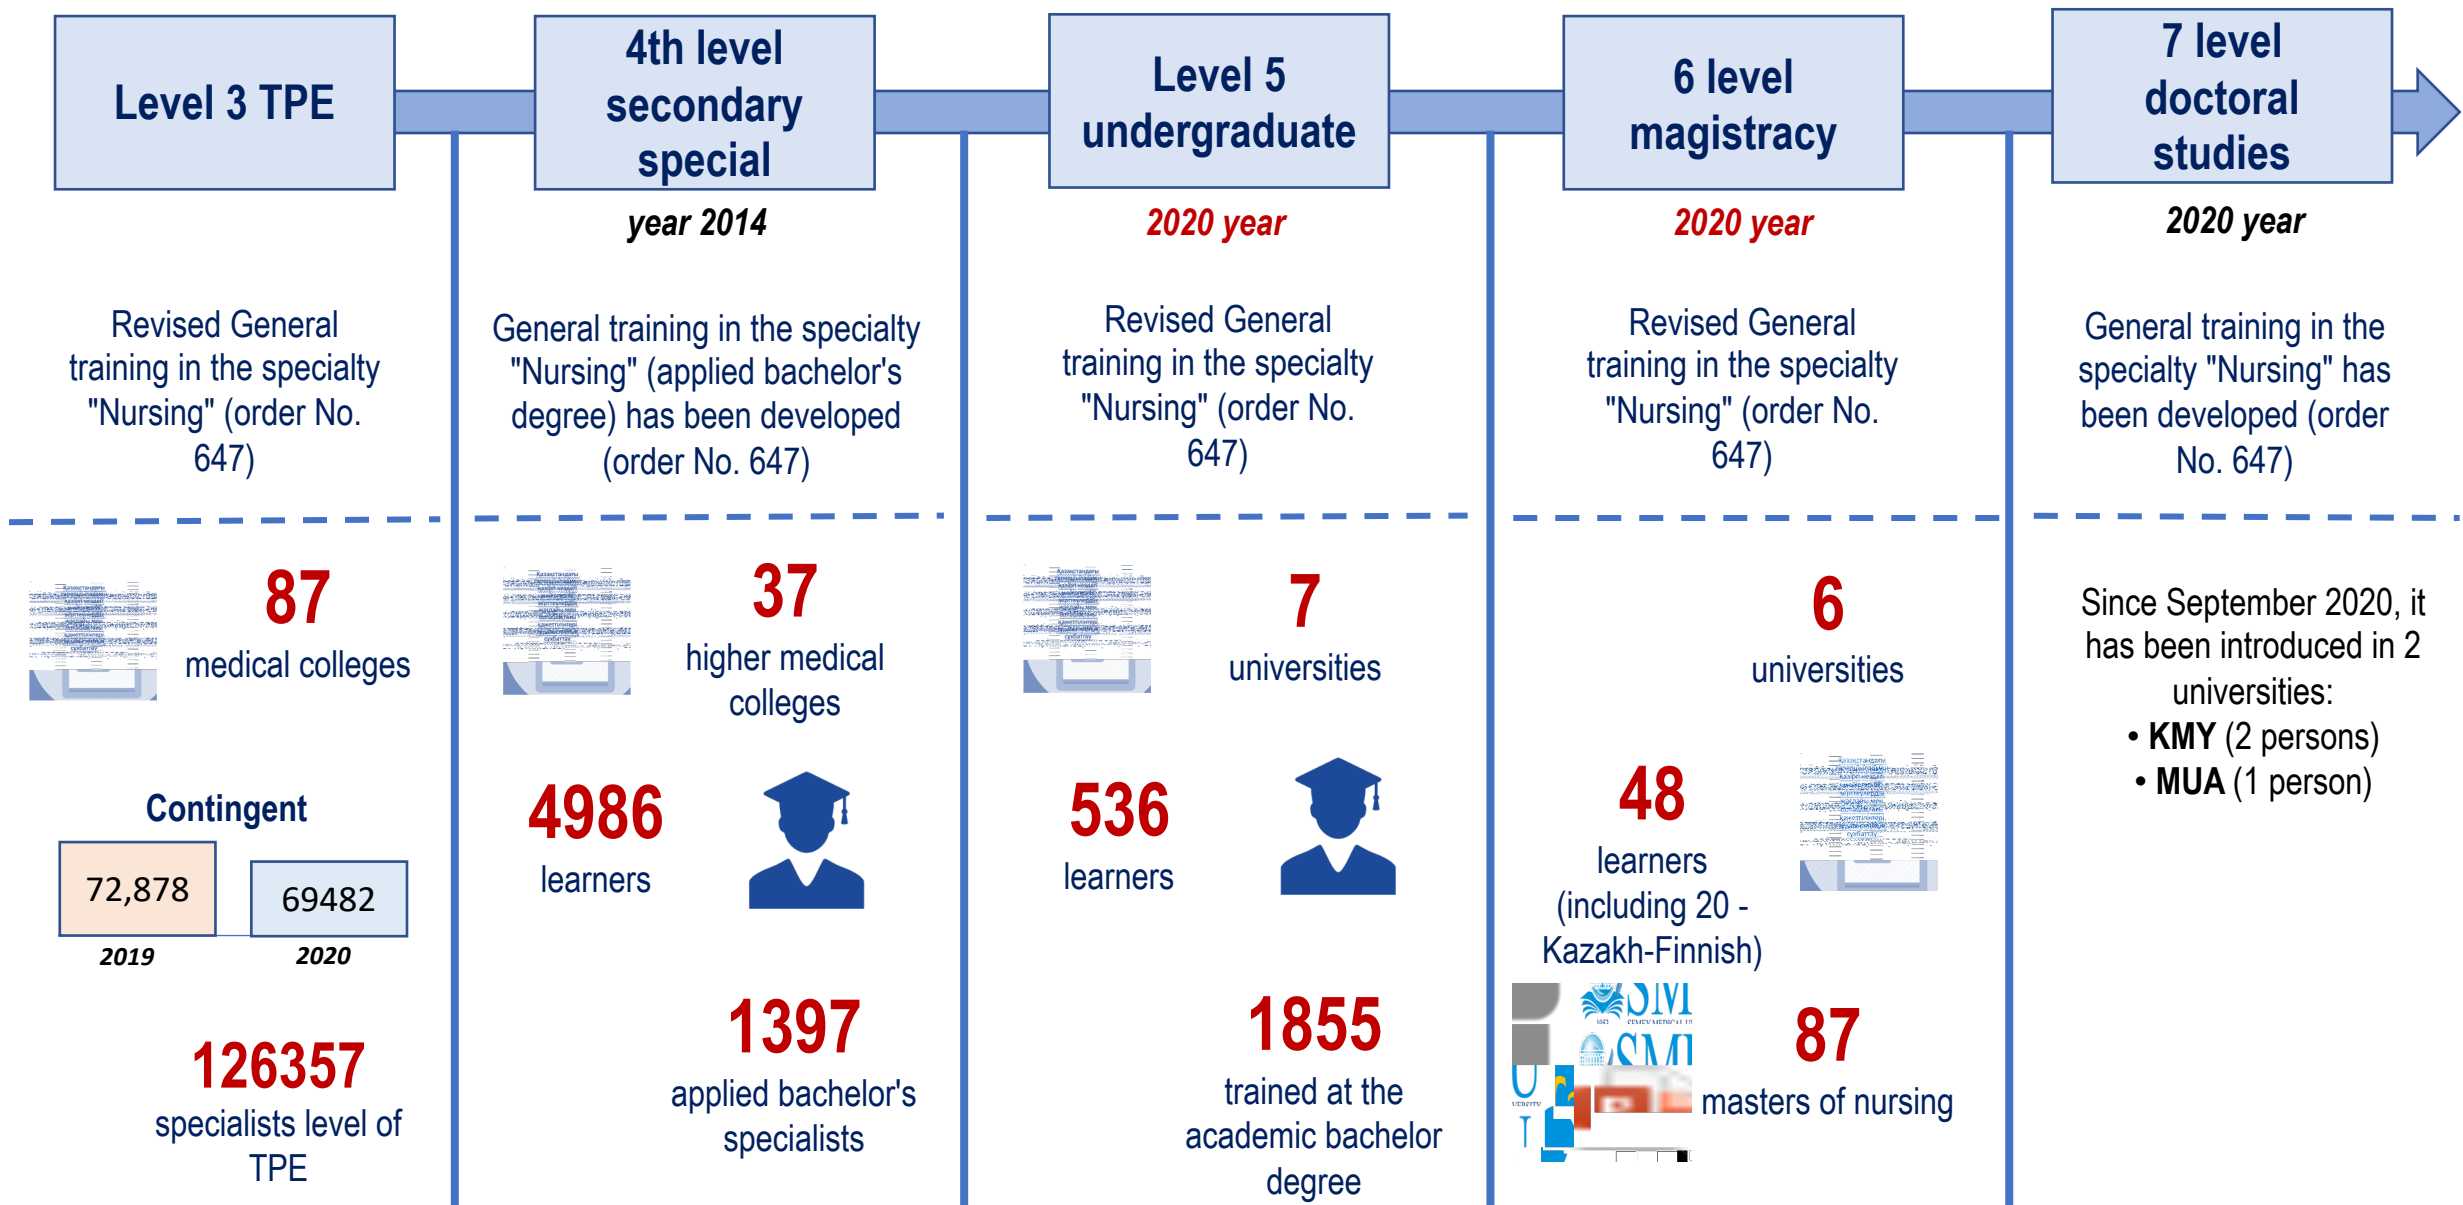 Level 3 TPE
4th level
secondary
special
Level 5
undergraduate
6 level
magistracy
7 level
doctoral
studies
year 2014
2020 year
2020 year
2020 year
Revised General
training in the specialty
"Nursing" (order No.
647)
General training in the specialty
"Nursing" (applied bachelor's
degree) has been developed
(order No. 647)
Revised General
training in the specialty
"Nursing" (order No.
647)
Revised General
training in the specialty
"Nursing" (order No.
647)
General training in the
specialty "Nursing" has
been developed (order
No. 647)
87
medical colleges
Contingent
72,878
69482
2019
2020
126357
specialists level of
TPE
37
higher medical
colleges
4986
learners
1397
applied bachelor's
specialists
7
universities
536
learners
1855
trained at the
academic bachelor
degree
6
universities
48
learners
(including 20 -
Kazakh-Finnish)
87
masters of nursing
Since September 2020, it
has been introduced in 2
universities:
• KMY (2 persons)
• MUA (1 person)